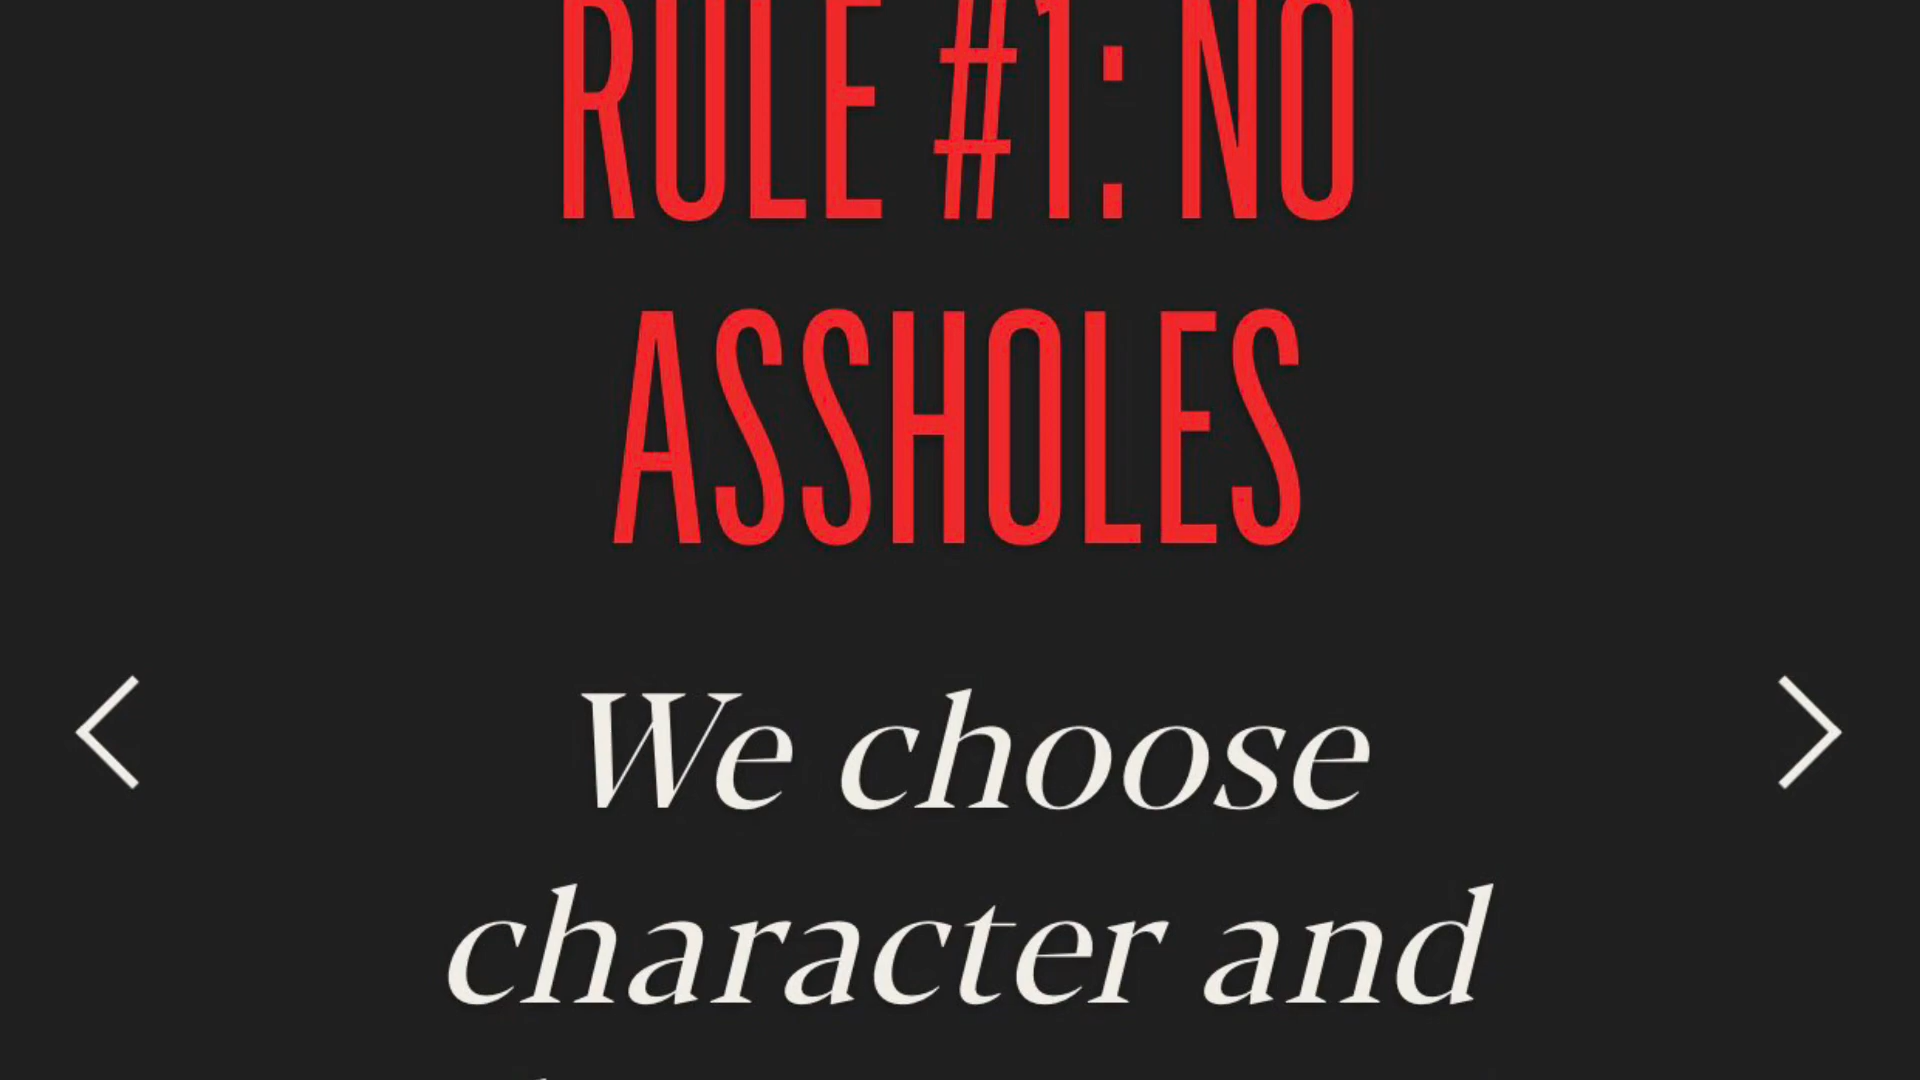 RULE #1: NO
ASSHOLES
We choose
character and